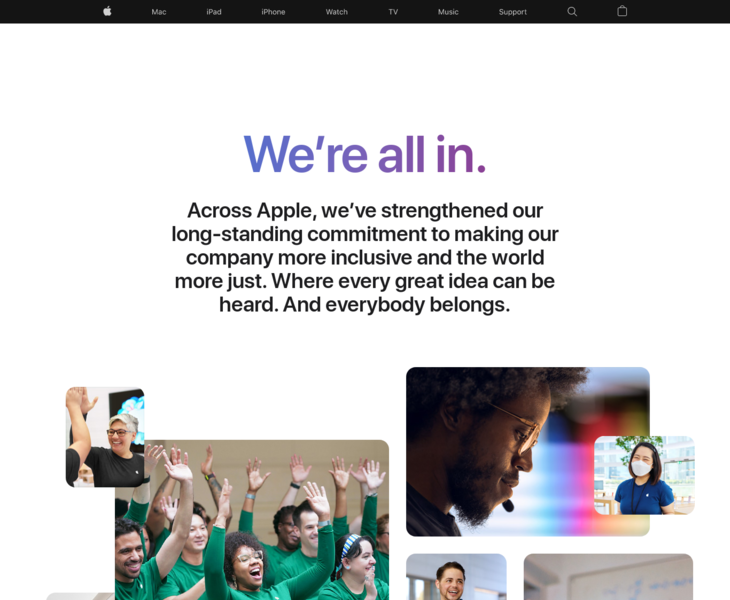 Mac iPad iPhone Watch TV Music Support
We’re all in.
Across Apple, we’ve strengthened our
long-standing commitment to making our
company more inclusive and the world
more just. Where every great idea can be
heard. And everybody belongs.